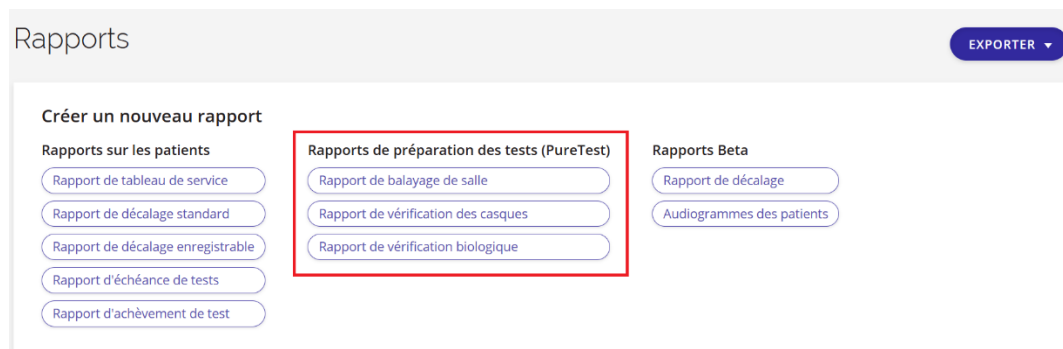 Rapports
EXPORTER
Créer un nouveau rapport
Rapports sur les patients
Rapport de tableau de service
Rapport de décalage standard
Rapport de décalage enregistrable
Rapport d'échéance de tests
Rapport d'achèvement de test
Rapports de préparation des tests (PureTest)
Rapport de balayage de salle
Rapport de vérification des casques
Rapport de vérification biologique
Rapports Beta
Rapport de décalage
Audiogrammes des patients